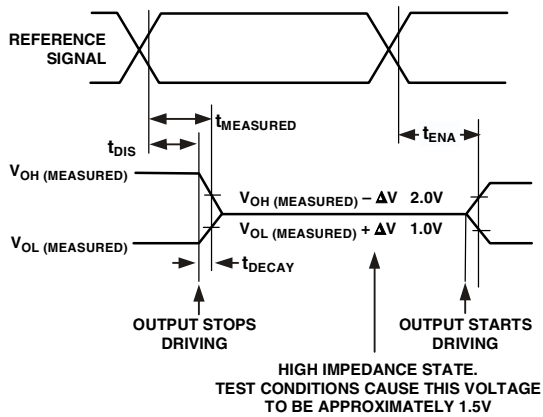 REFERENCE
SIGNAL
tMEASURED
tDIS
tENA
VOH (MEASURED)
VOH (MEASURED) – ΔV 2.0V
VOL (MEASURED) + ΔV 1.0V
VOL (MEASURED)
tDECAY
OUTPUT STOPS
DRIVING
OUTPUT STARTS
DRIVING
HIGH IMPEDANCE STATE.
TEST CONDITIONS CAUSE THIS VOLTAGE
TO BE APPROXIMATELY 1.5V